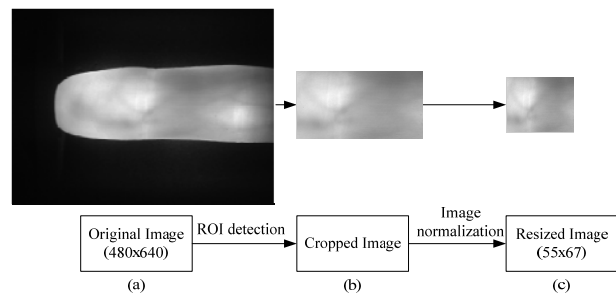 Original Image
(480x640)
ROI detection
Cropped Image
Image
normalization
Resized Image
(55x67)
(a)
(b)
(c)